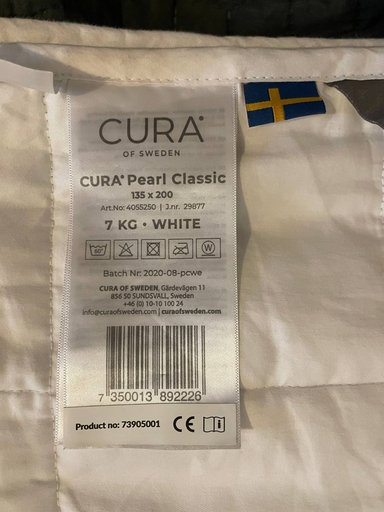 CURA
OF SWEDEN
CURA® Pearl Classic
135 x 200
Art.No: 4055250 | J.nr. 29877
7 KG • WHITE
60°
W
Batch Nr: 2020-08-pcwe
CURA OF SWEDEN, Gärdevägen 11
856 50 SUNDSVALL, Sweden
+46 (0) 10-10 100 24
info@curaofsweden.com | curaofsweden.com
7 350013 892226
Product no: 73905001 CE i